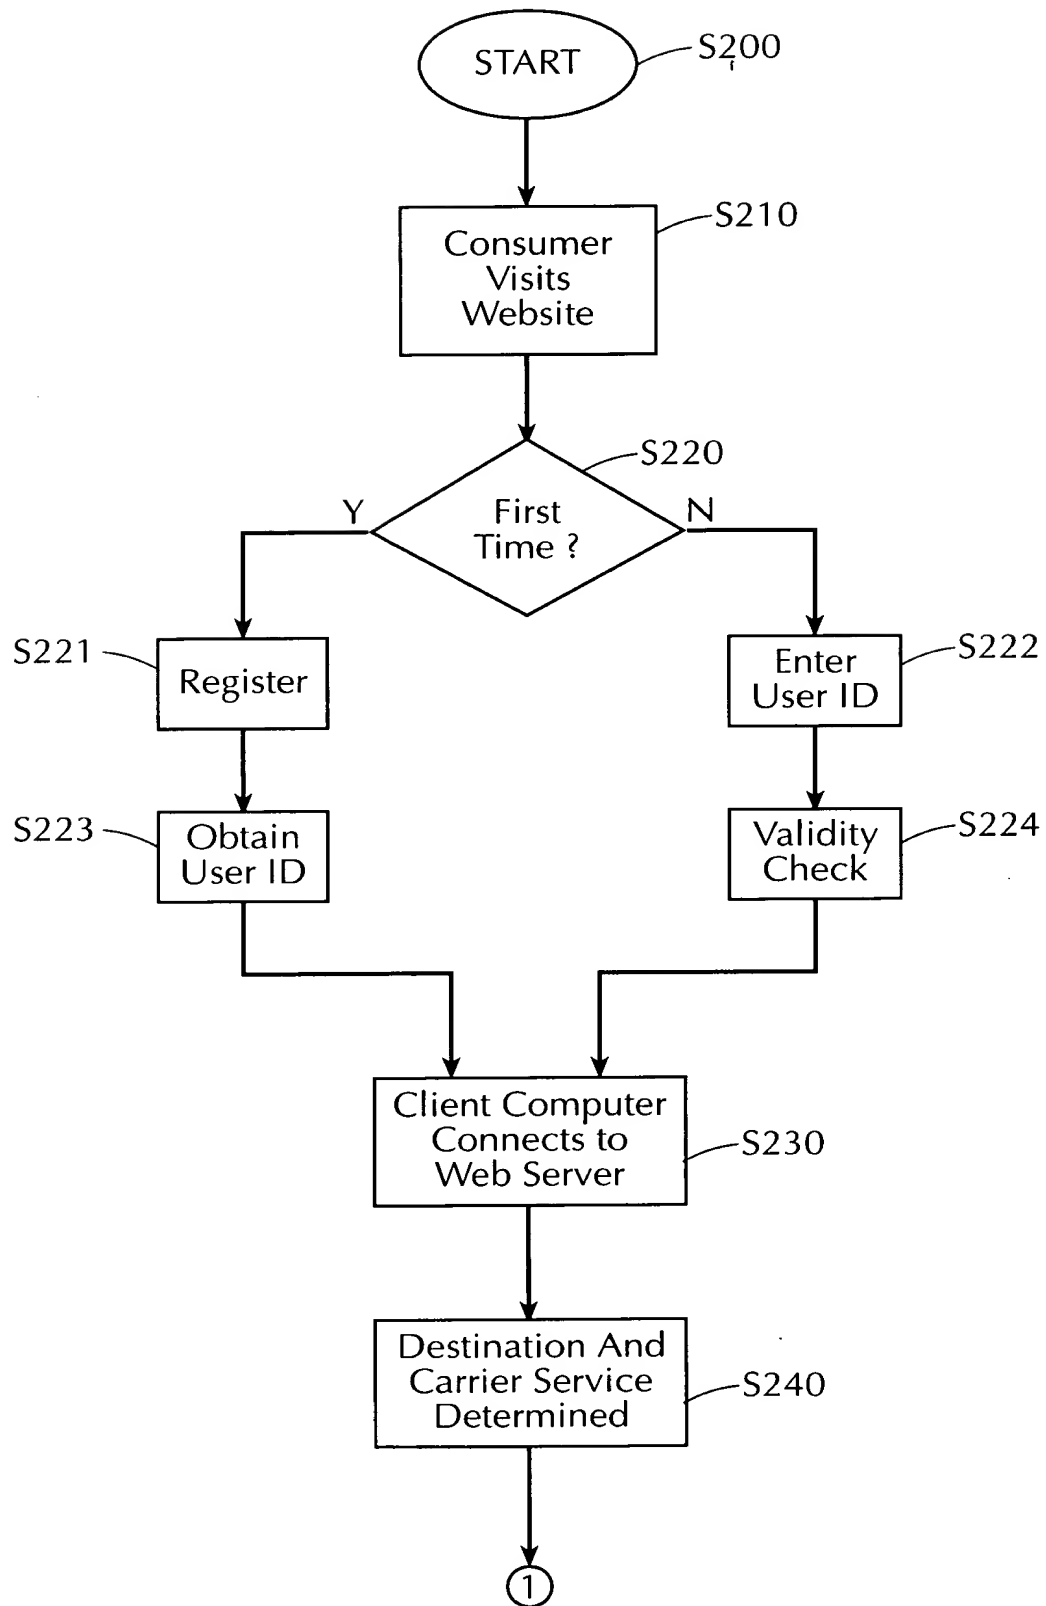 START
S200
S210
Consumer
Visits
Website
S220
Y
First
Time ?
N
S221
Register
Enter
User ID
S222
S223
Obtain
User ID
Validity
Check
S224
Client Computer
Connects to
Web Server
S230
Destination And
Carrier Service
Determined
S240
1